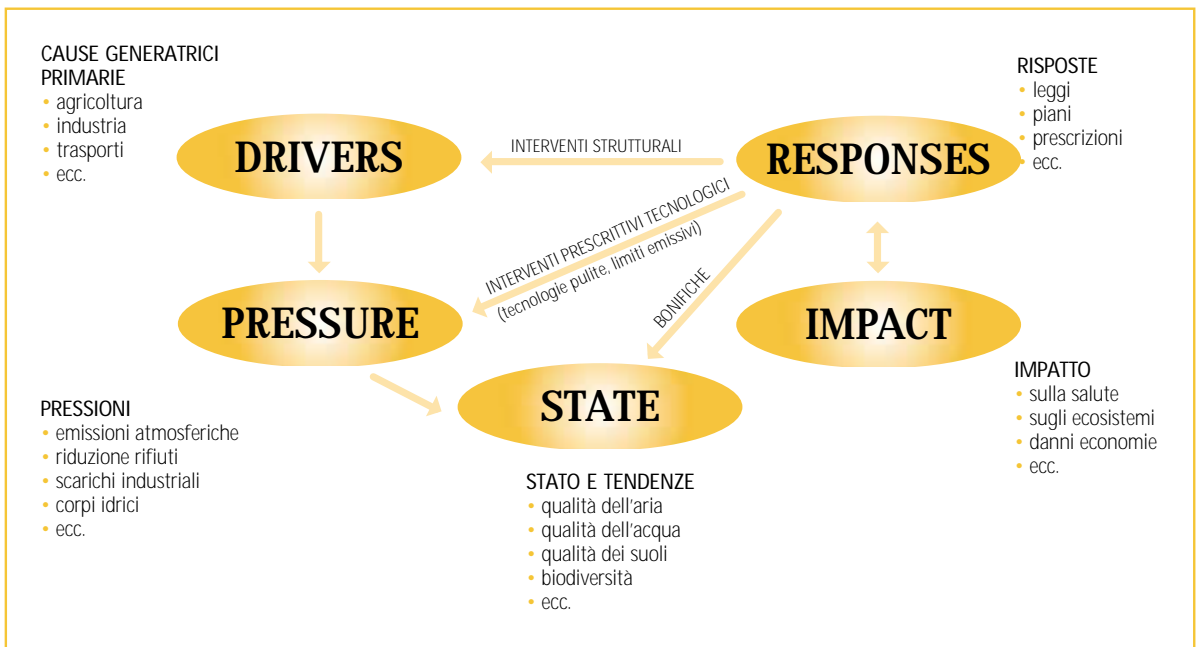 CAUSE GENERATRICI
PRIMARIE
• agricoltura
• industria
• trasporti
• ecc.
DRIVERS
INTERVENTI STRUTTURALI
RESPONSES
RISPOSTE
• leggi
• piani
• prescrizioni
• ecc.
INTERVENTI PRESCRITTIVI TECNOLOGICI
(tecnologie pulite, limiti emissivi)
BONIFICHE
PRESSURE
IMPACT
STATE
PRESSIONI
• emissioni atmosferiche
• riduzione rifiuti
• scarichi industriali
• corpi idrici
• ecc.
STATO E TENDENZE
• qualità dell'aria
• qualità dell'acqua
• qualità dei suoli
• biodiversità
• ecc.
IMPATTO
• sulla salute
• sugli ecosistemi
• danni economie
• ecc.